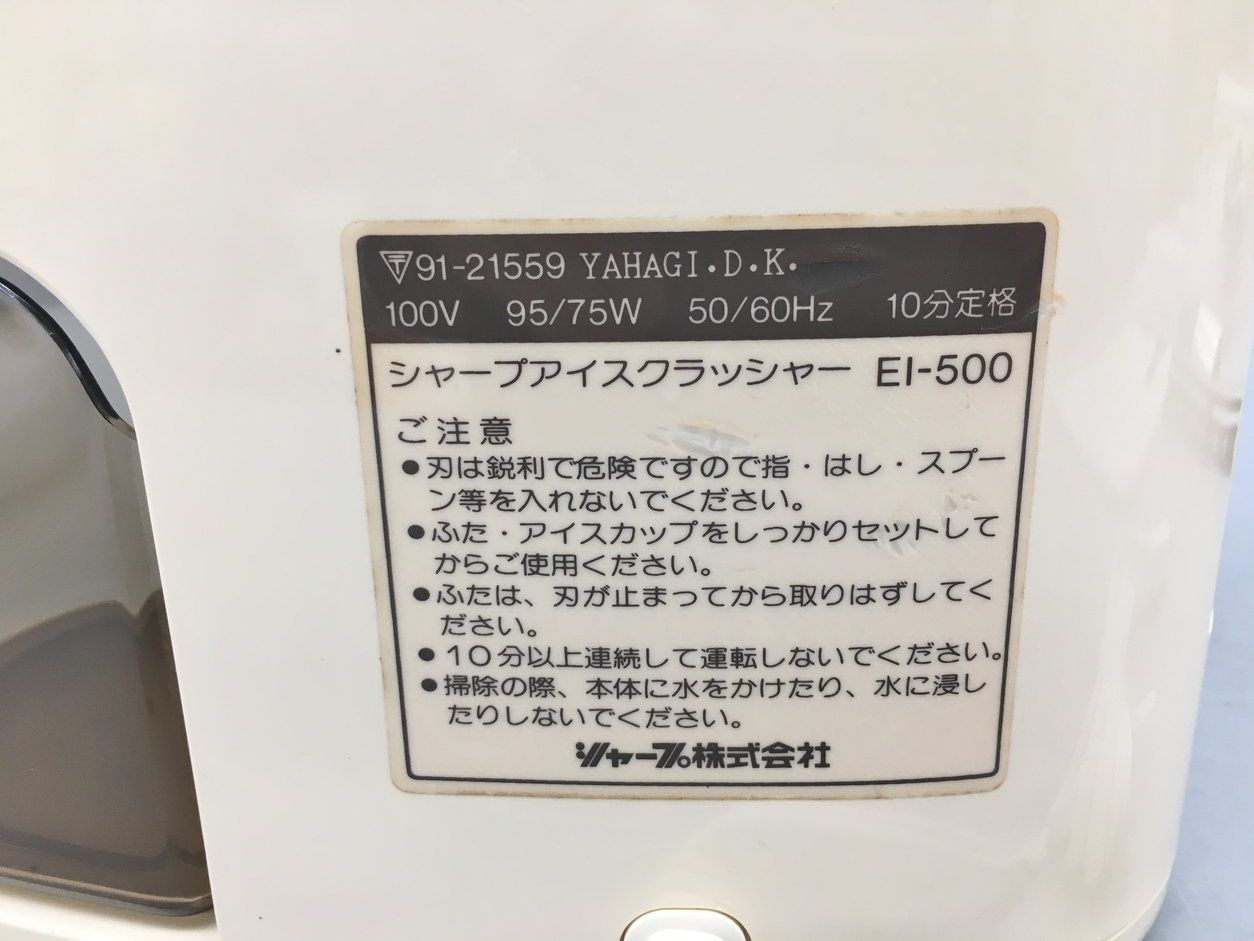 〒91-21559 YAHAGI.D.K.
100V 95/75W 50/60Hz 10分定格
シャープアイスクラッシャー EI-500
ご注意
●刃は鋭利で危険ですので指・はし・スプー
ン等を入れないでください。
●ふた・アイスカップをしっかりセットして
からご使用ください。
●ふたは、刃が止まってから取りはずしてく
ださい。
●10分以上連続して運転しないでください。
●掃除の際、本体に水をかけたり、水に浸し
たりしないでください。
シャープ株式会社